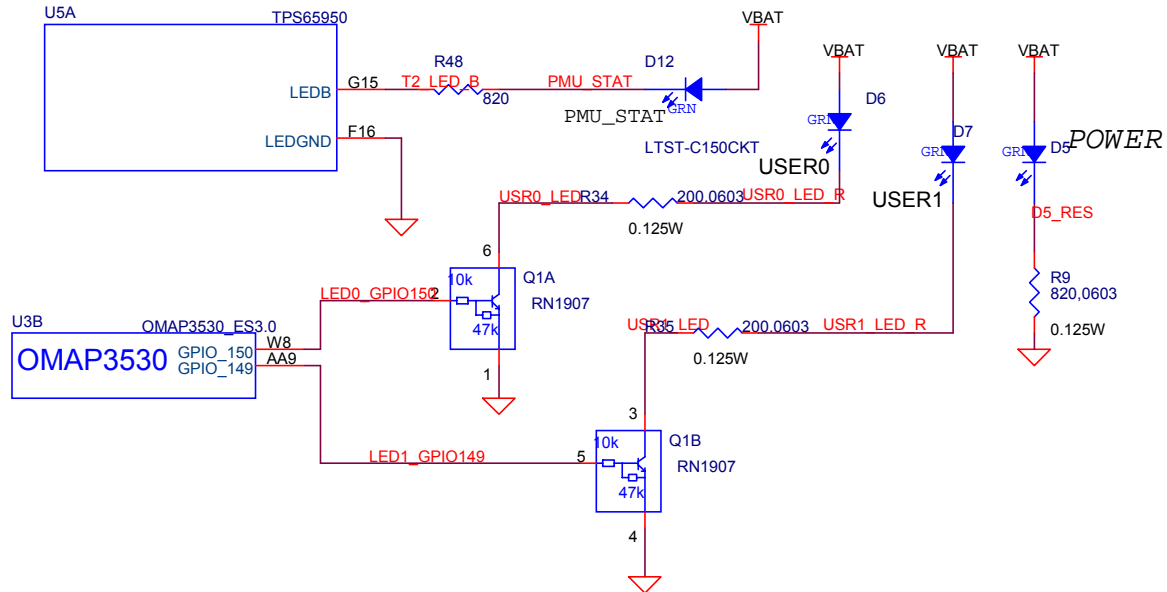 U5A
TPS65950
VBAT
R48
D12
VBAT
VBAT
VBAT
G15
T2_LED_B
PMU_STAT
LEDB
820
GRN
D6
PMU_STAT
GRN
F16
LEDGND
D7
D5
POWER
LTST-C150CKT
GRN
GRN
USER0
USR0_LED
R34
200.0603
USR0_LED_R
USER1
D5_RES
0.125W
6
10k
Q1A
LED0_GPIO150
2
RN1907
R9
820,0603
47k
U3B
OMAP3530_ES3.0
USR1_LED
R35
200.0603
USR1_LED_R
0.125W
W8
OMAP3530
GPIO_150
AA9
0.125W
GPIO_149
1
3
10k
Q1B
LED1_GPIO149
5
RN1907
47k
4